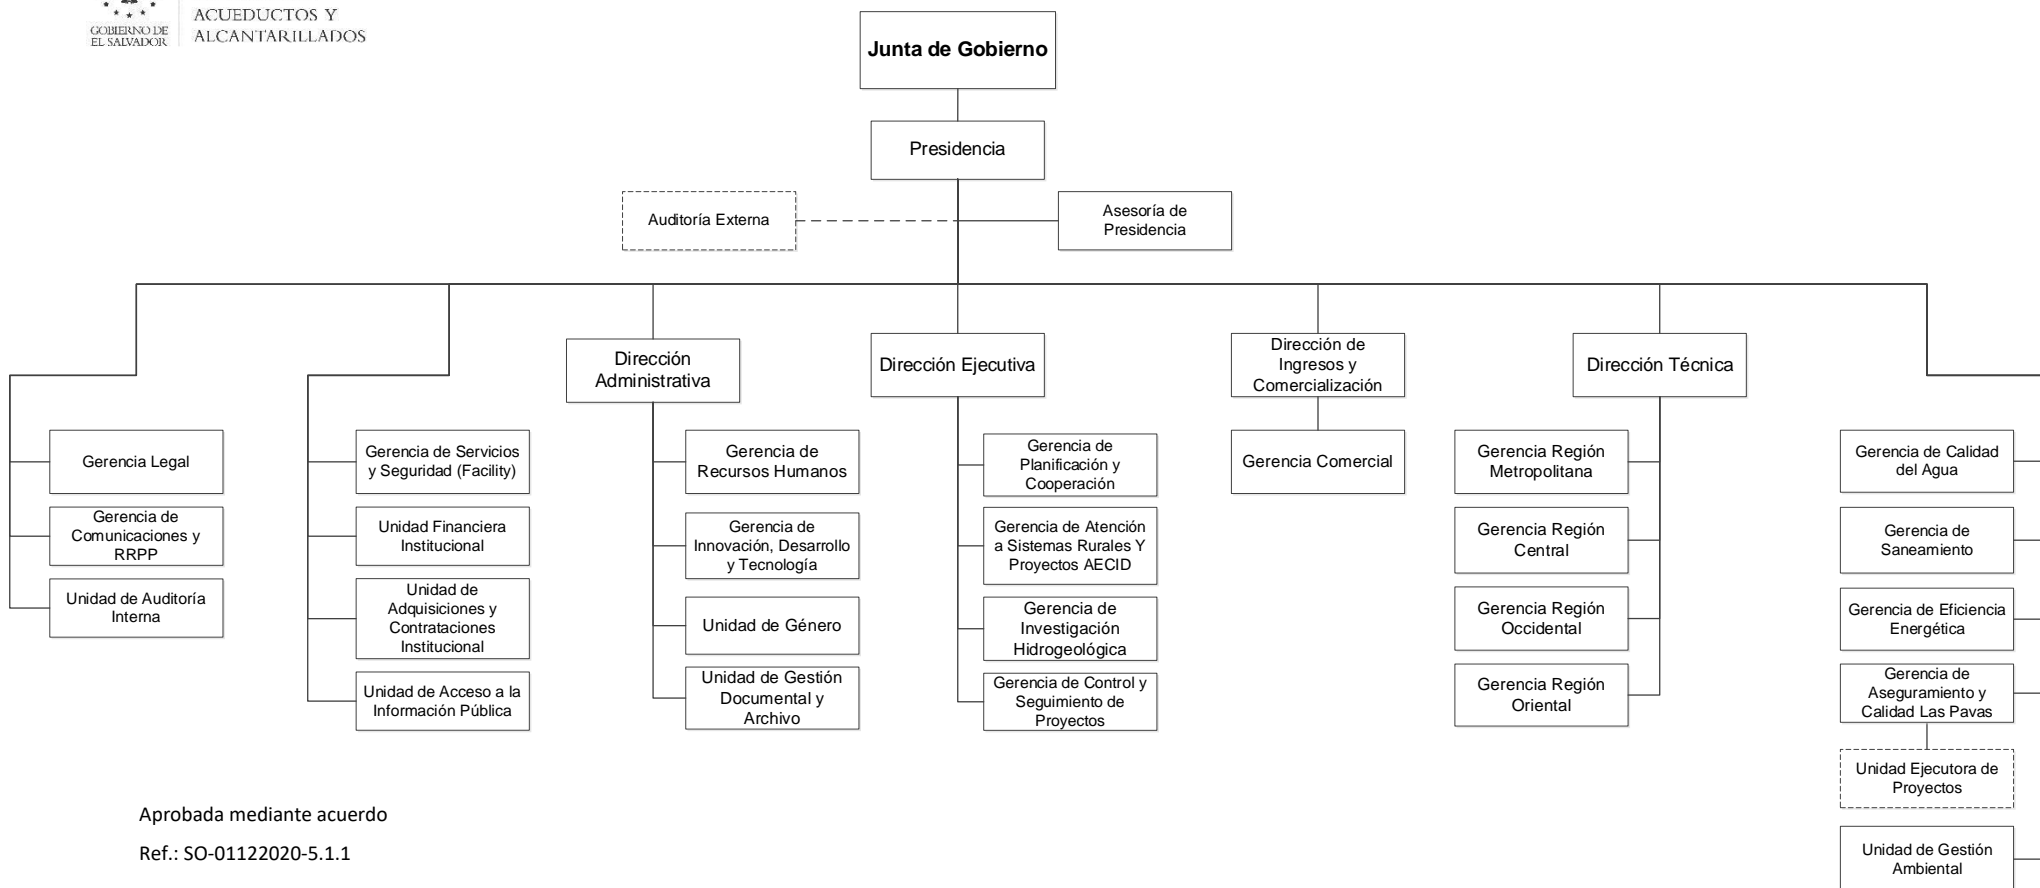 GOBIERNO DE
EL SALVADOR
ACUEDUCTOS Y
ALCANTARILLADOS
Junta de Gobierno
Presidencia
Auditoría Externa
Asesoría de
Presidencia
Dirección
Administrativa
Dirección Ejecutiva
Dirección de
Ingresos y
Comercialización
Dirección Técnica
Gerencia Legal
Gerencia de
Comunicaciones y
RRPP
Unidad de Auditoría
Interna
Gerencia de Servicios
y Seguridad (Facility)
Unidad Financiera
Institucional
Unidad de
Adquisiciones y
Contrataciones
Institucional
Unidad de Acceso a la
Información Pública
Gerencia de
Recursos Humanos
Gerencia de
Innovación, Desarrollo
y Tecnología
Unidad de Género
Unidad de Gestión
Documental y
Archivo
Gerencia de
Planificación y
Cooperación
Gerencia de Atención
a Sistemas Rurales Y
Proyectos AECID
Gerencia de
Investigación
Hidrogeológica
Gerencia de Control y
Seguimiento de
Proyectos
Gerencia Comercial
Gerencia Región
Metropolitana
Gerencia Región
Central
Gerencia Región
Occidental
Gerencia Región
Oriental
Gerencia de Calidad
del Agua
Gerencia de
Saneamiento
Gerencia de Eficiencia
Energética
Gerencia de
Aseguramiento y
Calidad Las Pavas
Unidad Ejecutora de
Proyectos
Unidad de Gestión
Ambiental
Aprobada mediante acuerdo
Ref.: SO-01122020-5.1.1